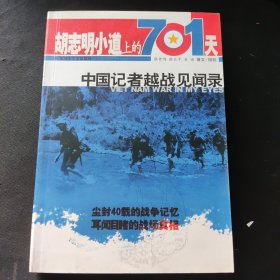 胡志明小道上的701天
中国记者越战见闻录
VIET NAM WAR IN MY EYES
尘封40载的战争记忆
耳闻目睹的战场真相